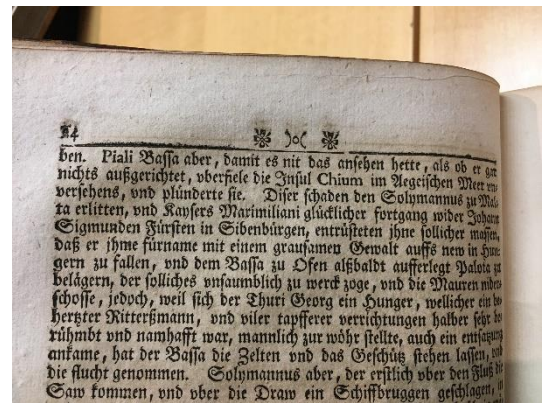 24 ❋ )o( ❋
ben. Piali Bassa aber, damit es nit das ansehen hette, als ob er gar
nichts außgerichtet, vberfiele die Insul Chium im Aegeischen Meer vn-
versehens, vnd plünderte sie. Diser schaden den Solymannus zu Mal-
ta erlitten, vnd Kaysers Maximiliani glücklicher fortgang wider Johann
Sigmunden Fürsten in Sibenbürgen, entrüsteten jhne sollicher massen,
daß er jhme fürname mit einem grausamen Gewalt auffs new in Hun-
gern zu fallen, vnd dem Bassa zu Ofen alßbaldt aufferlegt Palota zu
belägern, der solliches vnsaumblich zu werck zoge, vnd die Mauren nider-
schosse, jedoch, weil sich der Thuri Georg ein Hunger, wellicher ein be-
hertzter Ritterßmann, vnd viler tapfferer verrichtungen halber sehr be-
rühmbt vnd namhafft war, mannlich zur wöhr stellte, auch ein entsatzung
ankame, hat der Bassa die Zelten vnd das Geschütz stehen lassen, vnd
die flucht genommen. Solymannus aber, der erstlich vber den Fluß die
Saw kommen, vnd vber die Draw ein Schiffbruggen geschlagen,